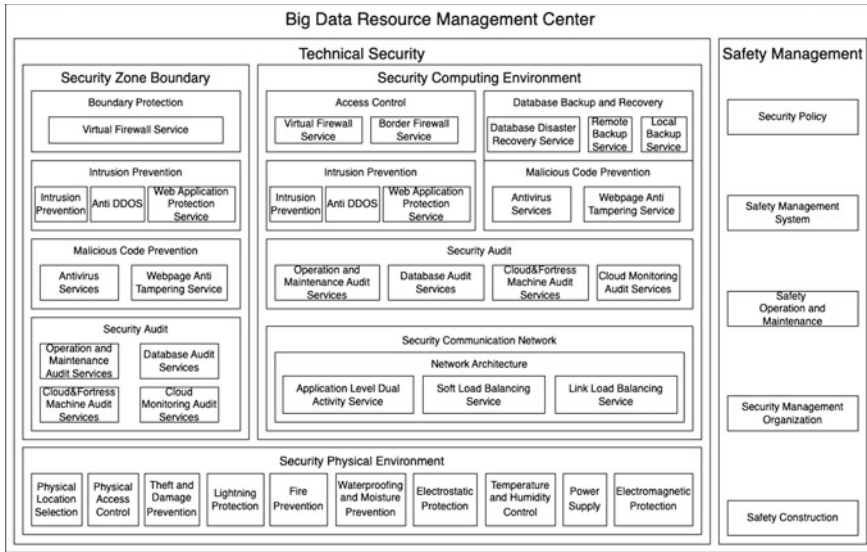 Big Data Resource Management Center
Technical Security
Security Zone Boundary
Boundary Protection
Virtual Firewall Service
Intrusion Prevention
Intrusion
Prevention
Anti DDOS
Web Application
Protection
Service
Malicious Code Prevention
Antivirus
Services
Webpage Anti
Tampering Service
Security Audit
Operation and
Maintenance
Audit Services
Database Audit
Services
Cloud&Fortress
Machine Audit
Services
Cloud
Monitoring Audit
Services
Security Computing Environment
Access Control
Virtual Firewall
Service
Border Firewall
Service
Database Backup and Recovery
Database Disaster
Recovery Service
Remote
Backup
Service
Local
Backup
Service
Intrusion Prevention
Intrusion
Prevention
Anti DDOS
Web Application
Protection
Service
Malicious Code Prevention
Antivirus
Services
Webpage Anti
Tampering Service
Security Audit
Operation and
Maintenance Audit
Services
Database Audit
Services
Cloud&Fortress
Machine Audit
Services
Cloud Monitoring
Audit Services
Security Communication Network
Network Architecture
Application Level Dual
Activity Service
Soft Load Balancing
Service
Link Load Balancing
Service
Security Physical Environment
Physical
Location
Selection
Physical
Access
Control
Theft and
Damage
Prevention
Lightning
Protection
Fire
Prevention
Waterproofing
and Moisture
Prevention
Electrostatic
Protection
Temperature
and Humidity
Control
Power
Supply
Electromagnetic
Protection
Safety Management
Security Policy
Safety Management
System
Safety
Operation and
Maintenance
Security Management
Organization
Safety Construction